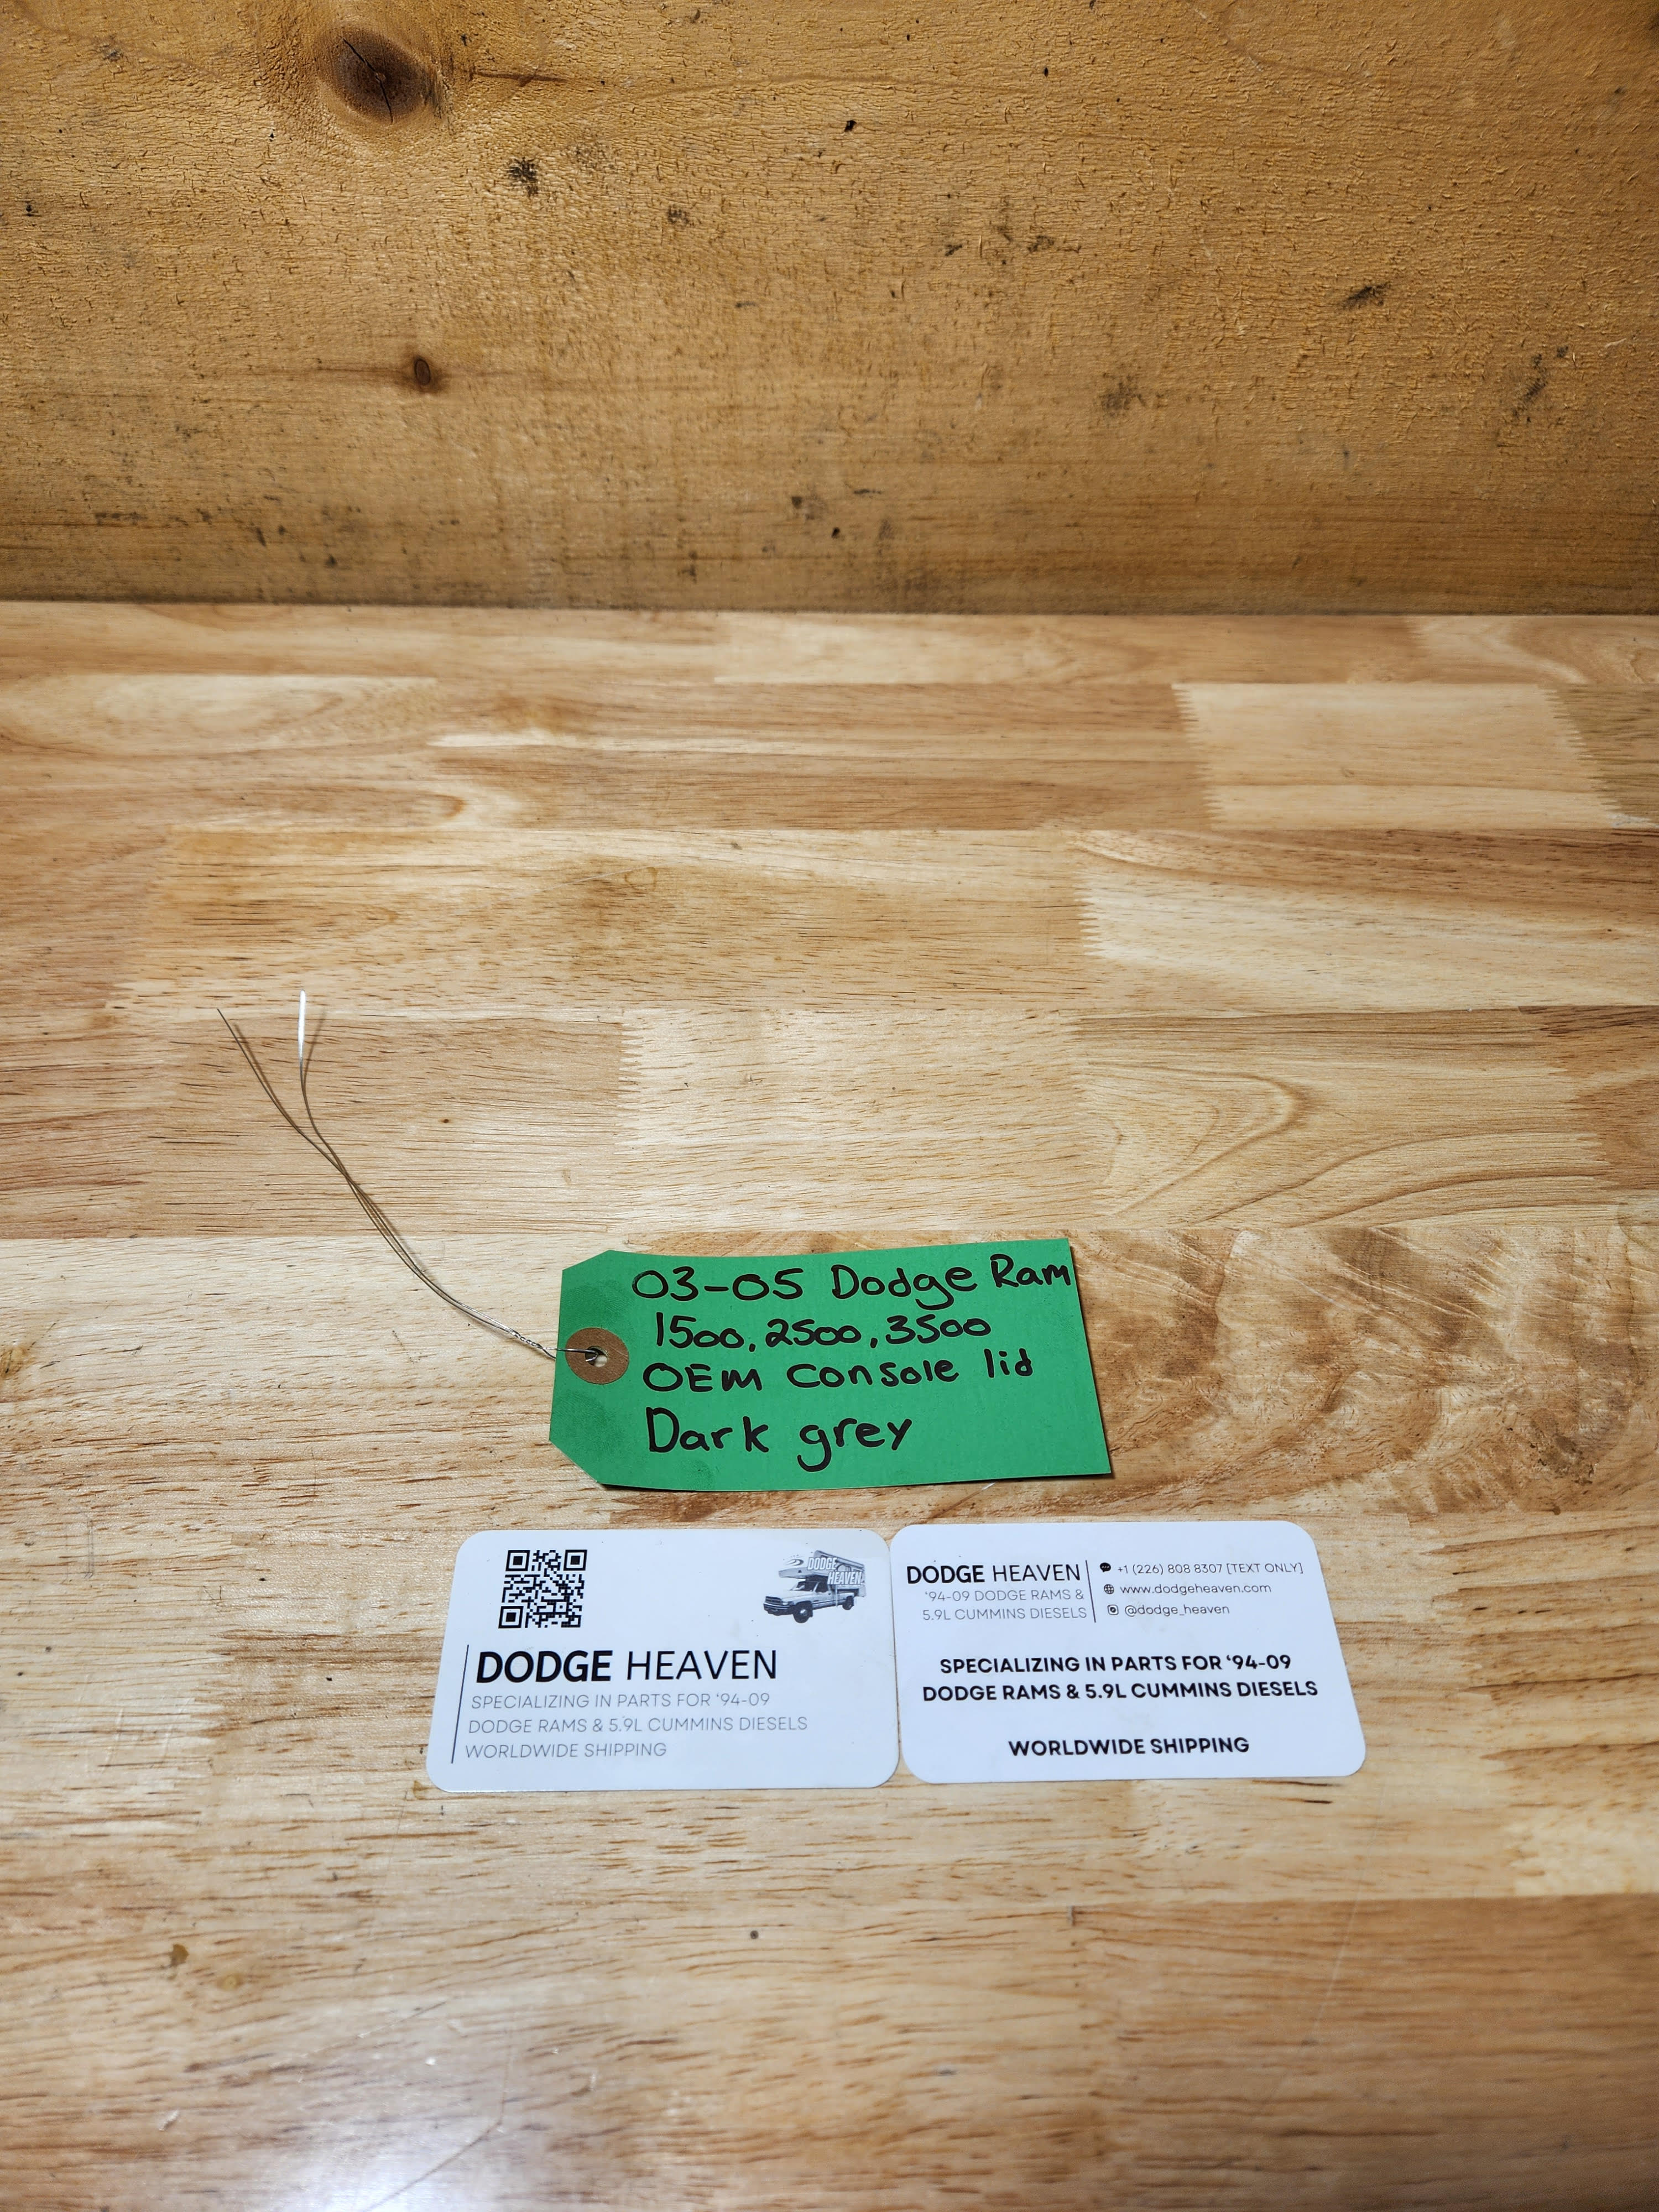 03-05 Dodge Ram
1500, 2500, 3500
OEM Console lid
Dark grey
DODGE
HEAVEN
DODGE HEAVEN
SPECIALIZING IN PARTS FOR '94-09
DODGE RAMS & 5.9L CUMMINS DIESELS
WORLDWIDE SHIPPING
DODGE HEAVEN
'94-09 DODGE RAMS &
5.9L CUMMINS DIESELS
+1 (226) 808 8307 [TEXT ONLY]
www.dodgeheaven.com
@dodge_heaven
SPECIALIZING IN PARTS FOR '94-09
DODGE RAMS & 5.9L CUMMINS DIESELS
WORLDWIDE SHIPPING